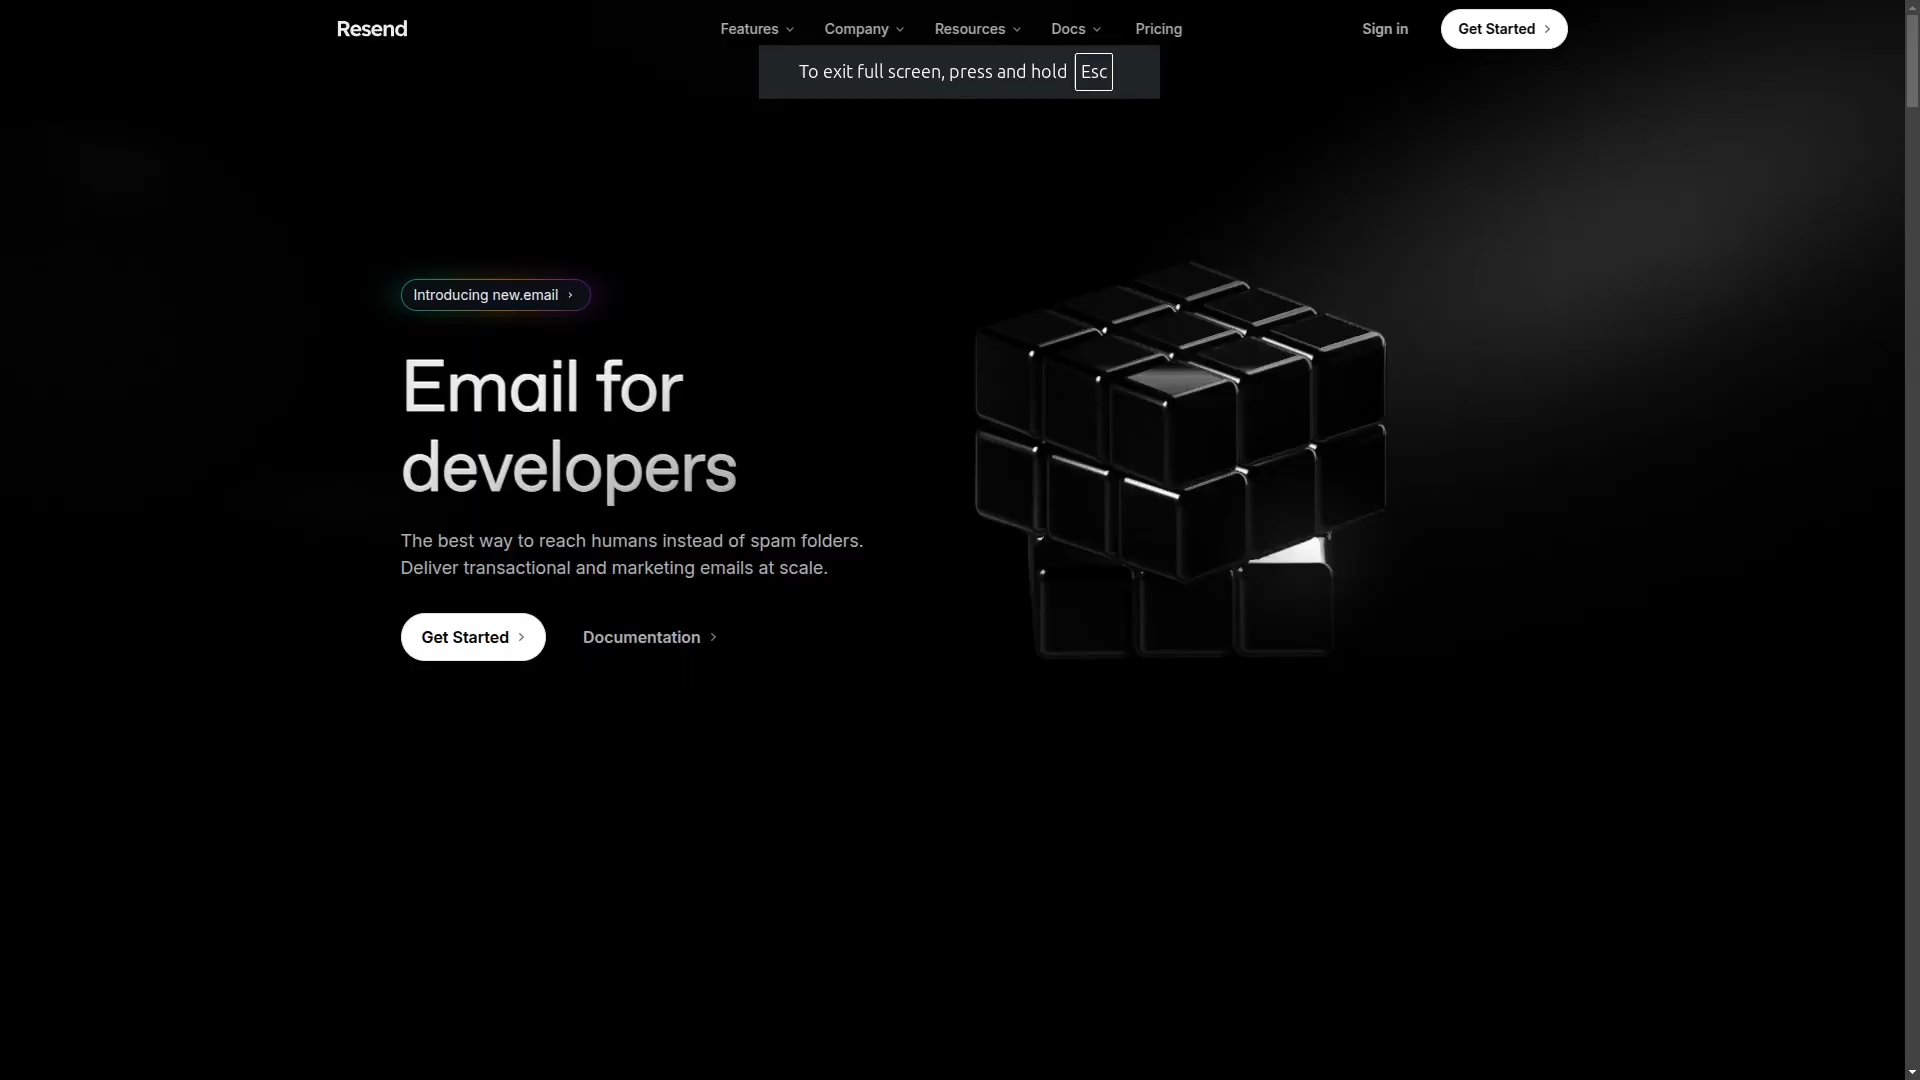 Resend
Features
Company
Resources
Docs
Pricing
Sign in
Get Started
To exit full screen, press and hold Esc
Introducing new.email
Email for
developers
The best way to reach humans instead of spam folders.
Deliver transactional and marketing emails at scale.
Get Started
Documentation